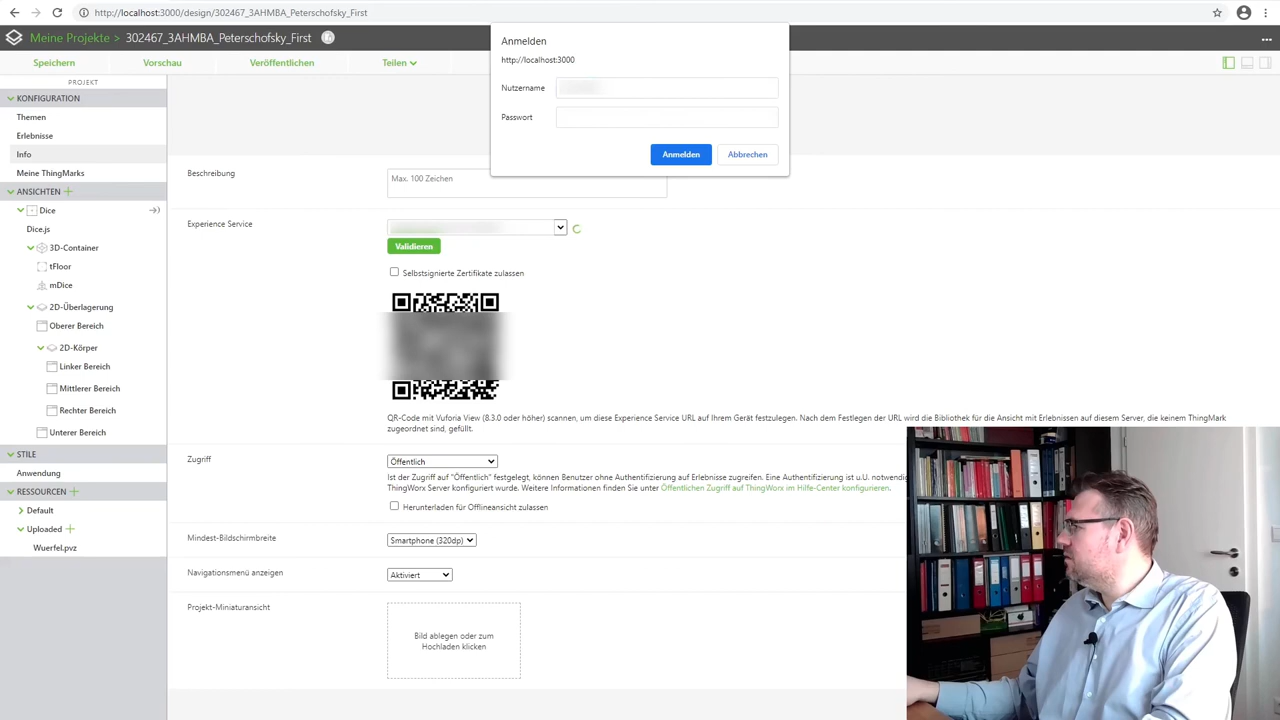 http://localhost:3000/design/302467_3AHMBA_Peterschofsky_First
Meine Projekte > 302467_3AHMBA_Peterschofsky_First
Speichern
Vorschau
Veröffentlichen
Teilen
Anmelden
http://localhost:3000
Nutzername
Passwort
Anmelden
Abbrechen
PROJEKT
KONFIGURATION
Themen
Erlebnisse
Info
Meine ThingMarks
ANSICHTEN
Dice
Dice.js
3D-Container
tFloor
mDice
2D-Überlagerung
Oberer Bereich
2D-Körper
Linker Bereich
Mittlerer Bereich
Rechter Bereich
Unterer Bereich
STILE
Anwendung
RESSOURCEN
Default
Uploaded
Wuerfel.pvz
Beschreibung
Max. 100 Zeichen
Experience Service
Validieren
Selbstsignierte Zertifikate zulassen
QR-Code mit Vuforia View (8.3.0 oder höher) scannen, um diese Experience Service URL auf Ihrem Gerät festzulegen. Nach dem Festlegen der URL wird die Bibliothek für die Ansicht mit Erlebnissen auf diesem Server, die keinem ThingMark
zugeordnet sind, gefüllt.
Zugriff
Öffentlich
Ist der Zugriff auf "Öffentlich" festgelegt, können Benutzer ohne Authentifizierung auf Erlebnisse zugreifen. Eine Authentifizierung ist u.U. notwendig
ThingWorx Server konfiguriert wurde. Weitere Informationen finden Sie unter Öffentlichen Zugriff auf ThingWorx im Hilfe-Center konfigurieren.
Herunterladen für Offlineansicht zulassen
Mindest-Bildschirmbreite
Smartphone (320dp)
Navigationsmenü anzeigen
Aktiviert
Projekt-Miniaturansicht
Bild ablegen oder zum
Hochladen klicken